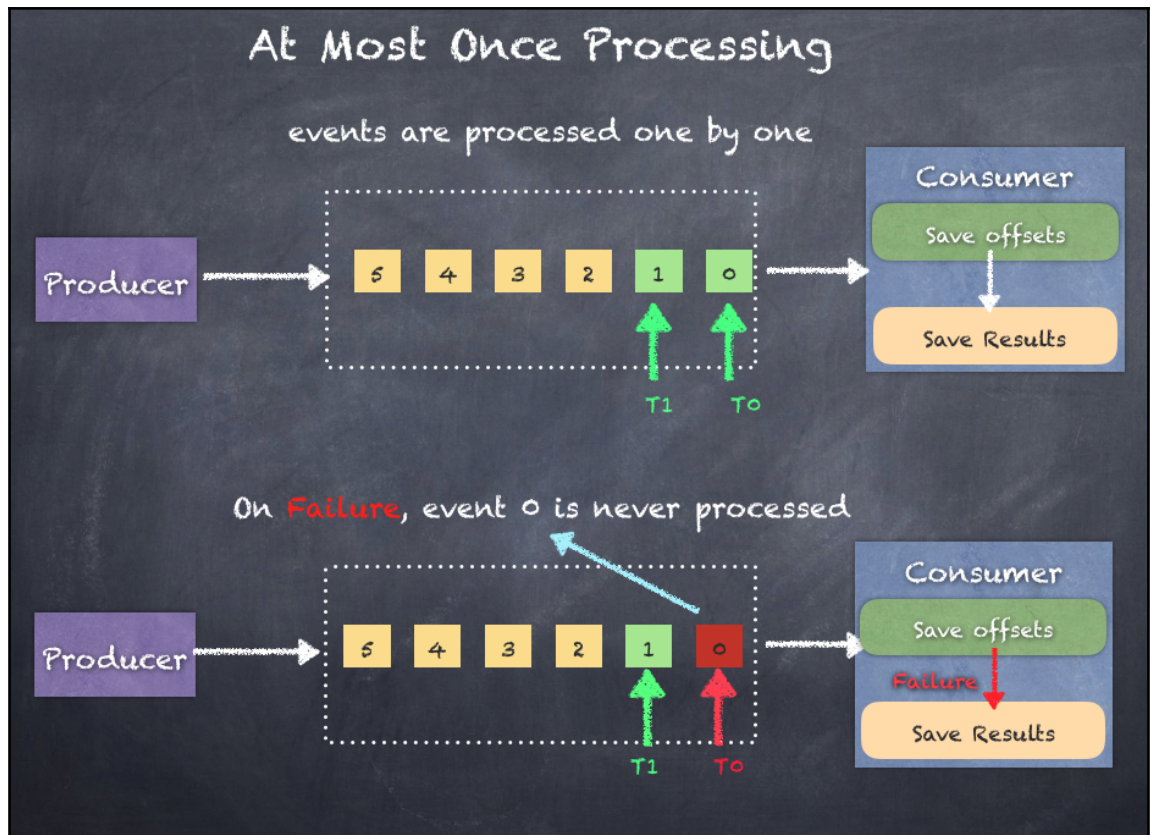 At Most Once Processing
events are processed one by one
Consumer
Save offsets
Producer
5 4 3 2 1 0
Save Results
T1 T0
On Failure, event 0 is never processed
Consumer
Save offsets
Producer
5 4 3 2 1 0
Failure
Save Results
T1 T0